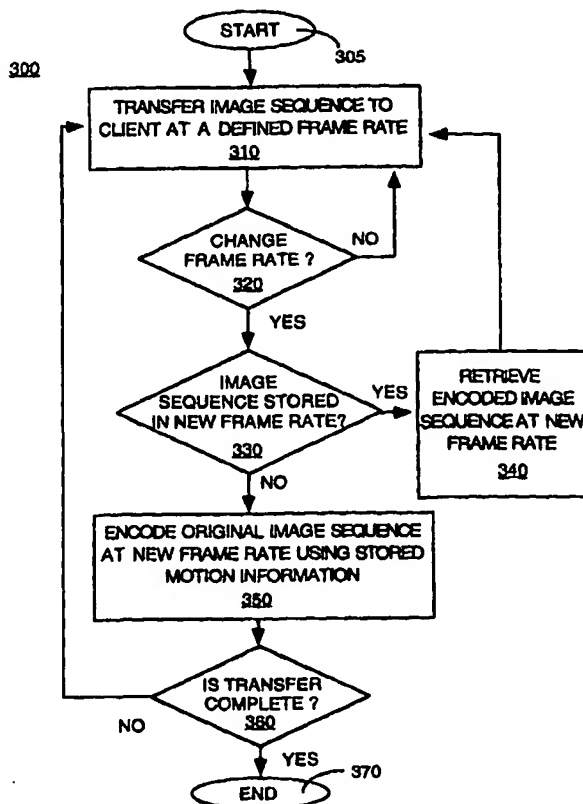 START
305
300
TRANSFER IMAGE SEQUENCE TO
CLIENT AT A DEFINED FRAME RATE
310
CHANGE
FRAME RATE ?
320
NO
YES
IMAGE
SEQUENCE STORED
IN NEW FRAME RATE?
330
YES
RETRIEVE
ENCODED IMAGE
SEQUENCE AT NEW
FRAME RATE
340
NO
ENCODE ORIGINAL IMAGE SEQUENCE
AT NEW FRAME RATE USING STORED
MOTION INFORMATION
350
IS TRANSFER
COMPLETE ?
360
NO
YES
END
370